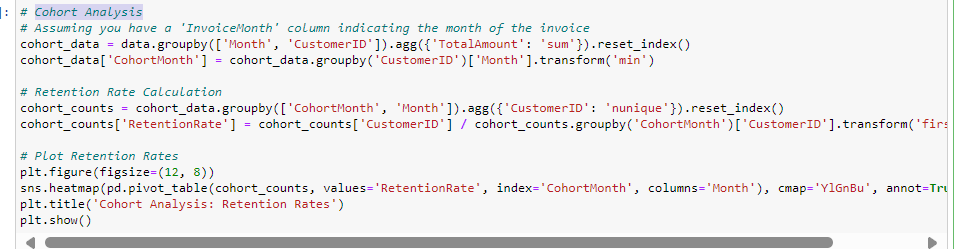 ]:
# Cohort Analysis
# Assuming you have a 'InvoiceMonth' column indicating the month of the invoice
cohort_data = data.groupby(['Month', 'CustomerID']).agg({'TotalAmount': 'sum'}).reset_index()
cohort_data['CohortMonth'] = cohort_data.groupby('CustomerID')['Month'].transform('min')
# Retention Rate Calculation
cohort_counts = cohort_data.groupby(['CohortMonth', 'Month']).agg({'CustomerID': 'nunique'}).reset_index()
cohort_counts['RetentionRate'] = cohort_counts['CustomerID'] / cohort_counts.groupby('CohortMonth')['CustomerID'].transform('firs
# Plot Retention Rates
plt.figure(figsize=(12, 8))
sns.heatmap(pd.pivot_table(cohort_counts, values='RetentionRate', index='CohortMonth', columns='Month'), cmap='YlGnBu', annot=Tru
plt.title('Cohort Analysis: Retention Rates')
plt.show()